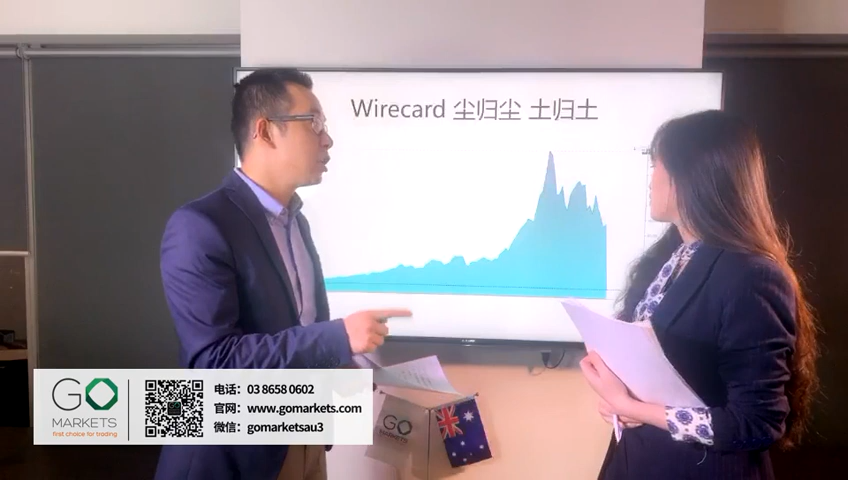 Wirecard 尘归尘 土归土
GO
MARKETS
first choice for trading
电话: 03 8658 0602
官网: www.gomarkets.com
微信: gomarketsau3
GO
MARKETS